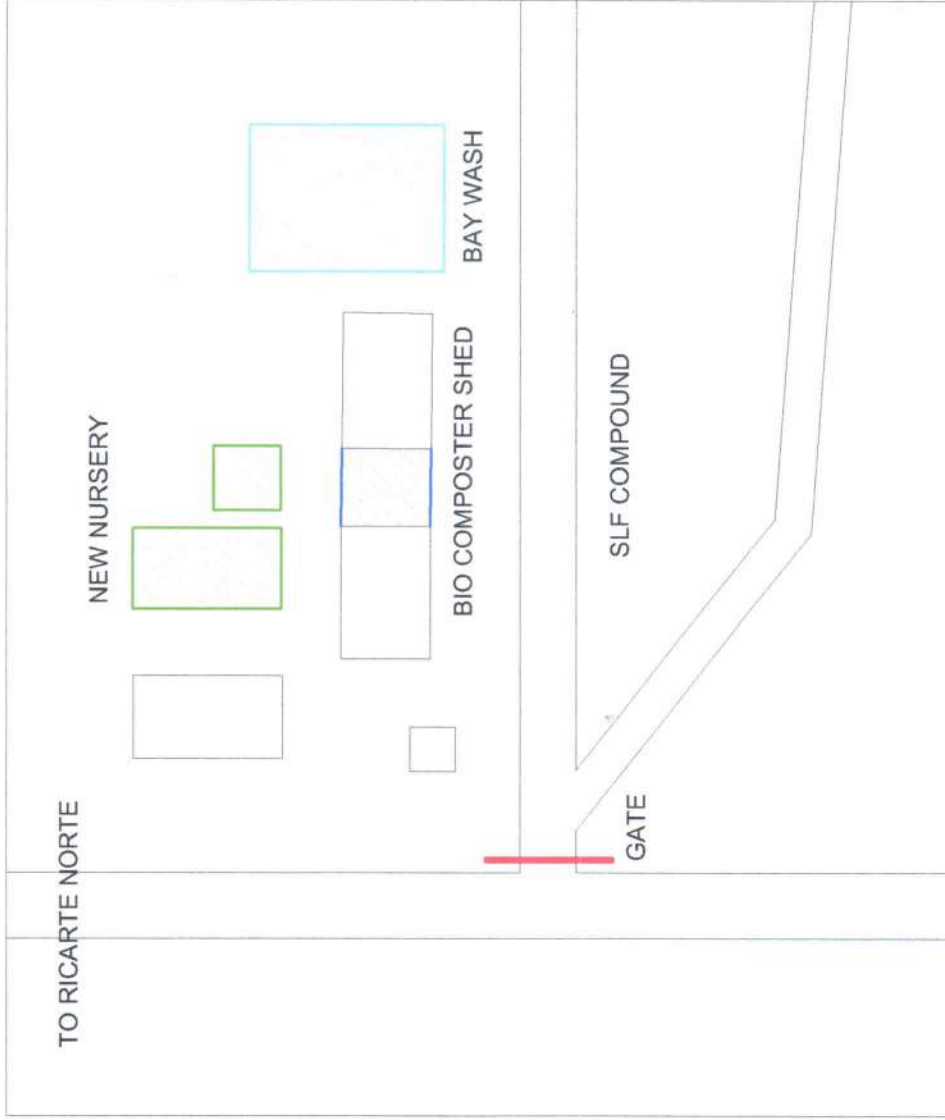 TO RICARTE NORTE
NEW NURSERY
BIO COMPOSTER SHED
BAY WASH
GATE
SLF COMPOUND